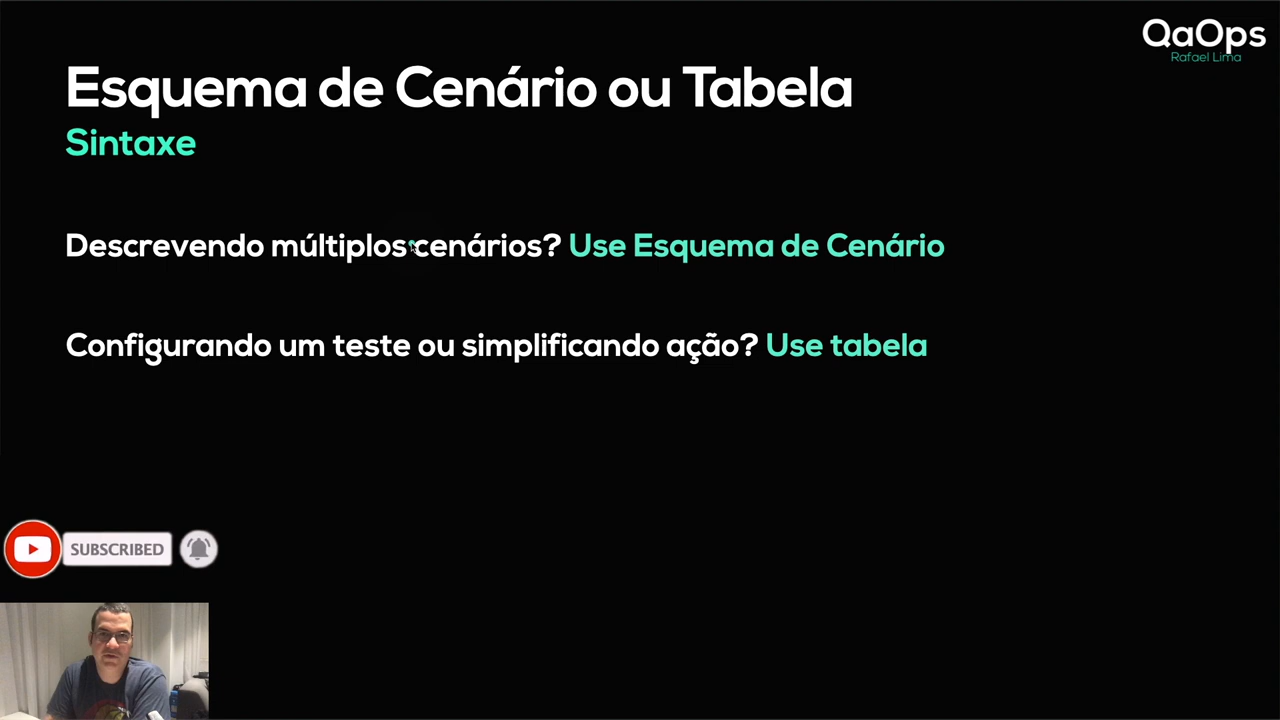 QaOps
Rafael Lima
Esquema de Cenário ou Tabela
Sintaxe
Descrevendo múltiplos cenários? Use Esquema de Cenário
Configurando um teste ou simplificando ação? Use tabela
SUBSCRIBED